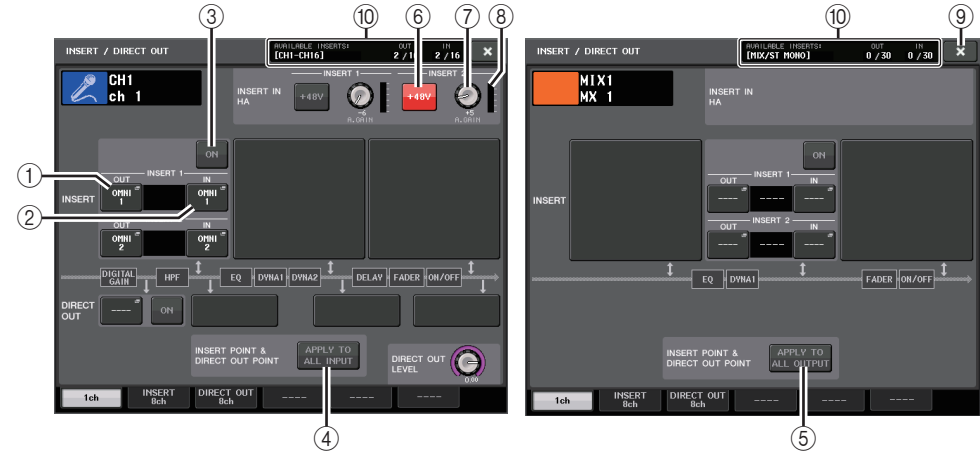 ③ ⑩ ⑥ ⑦ ⑧ ⑩ ⑨
INSERT / DIRECT OUT
AVAILABLE INSERTS: OUT IN
[CH1-CH16] 2 /16 2 /16
×
CH1
ch 1
INSERT IN
HA
INSERT 1
+48V
-6
A.GAIN
INSERT 2
+48V
+5
A.GAIN
ON
①
②
INSERT
INSERT 1
OUT IN
OMNI
1
OMNI
1
OUT IN
OMNI
2
OMNI
2
DIGITAL
GAIN
HPF EQ DYNA1 DYNA2 DELAY FADER ON/OFF
DIRECT
OUT
---- ON
INSERT POINT &
DIRECT OUT POINT
APPLY TO
ALL INPUT
DIRECT OUT
LEVEL
0.00
1ch
INSERT
8ch
DIRECT OUT
8ch
---- ---- ----
④
INSERT / DIRECT OUT
AVAILABLE INSERTS: OUT IN
[MIX/ST MONO] 0 /30 0 /30
×
MIX1
MX 1
INSERT IN
HA
ON
INSERT
INSERT 1
OUT IN
---- ---- ----
INSERT 2
OUT IN
---- ---- ----
EQ DYNA1 FADER ON/OFF
INSERT POINT &
DIRECT OUT POINT
APPLY TO
ALL OUTPUT
1ch
INSERT
8ch
DIRECT OUT
8ch
---- ---- ----
⑤